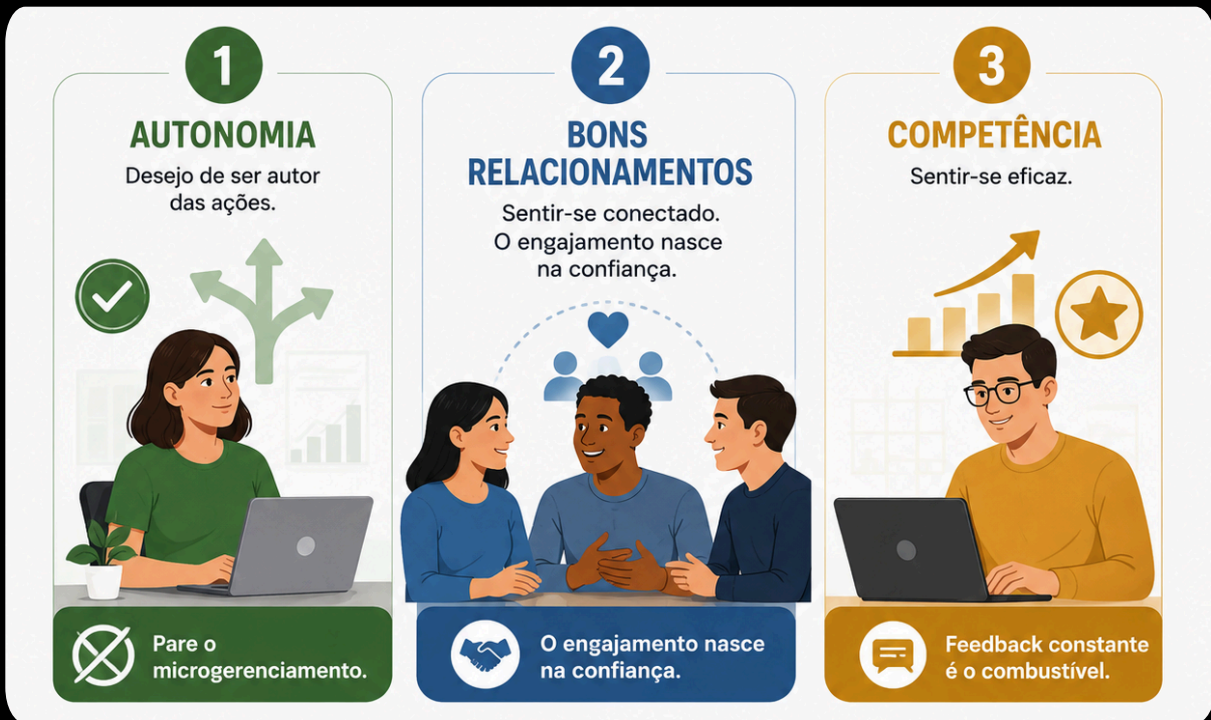 1
AUTONOMIA
Desejo de ser autor
das ações.
Pare o
microgerenciamento.
2
BONS
RELACIONAMENTOS
Sentir-se conectado.
O engajamento nasce
na confiança.
O engajamento nasce
na confiança.
3
COMPETÊNCIA
Sentir-se eficaz.
Feedback constante
é o combustível.